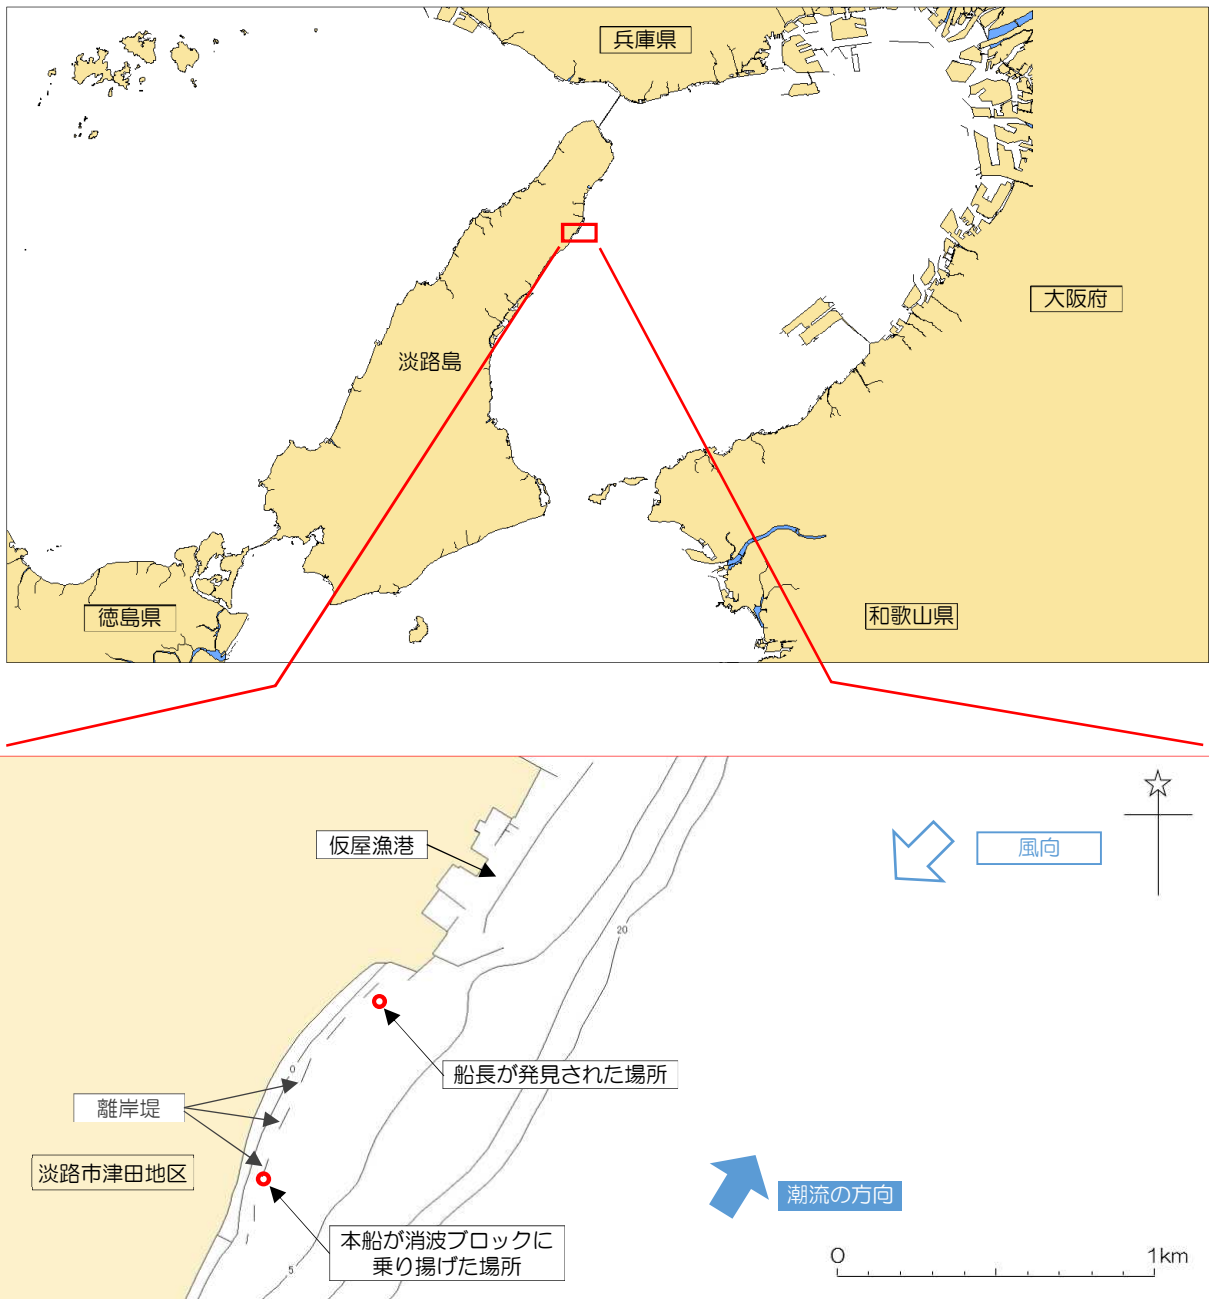 兵庫県
大阪府
淡路島
徳島県
和歌山県
仮屋漁港
風向
20
船長が発見された場所
0
離岸堤
淡路市津田地区
潮流の方向
本船が消波ブロックに
乗り揚げた場所
5
0
1km